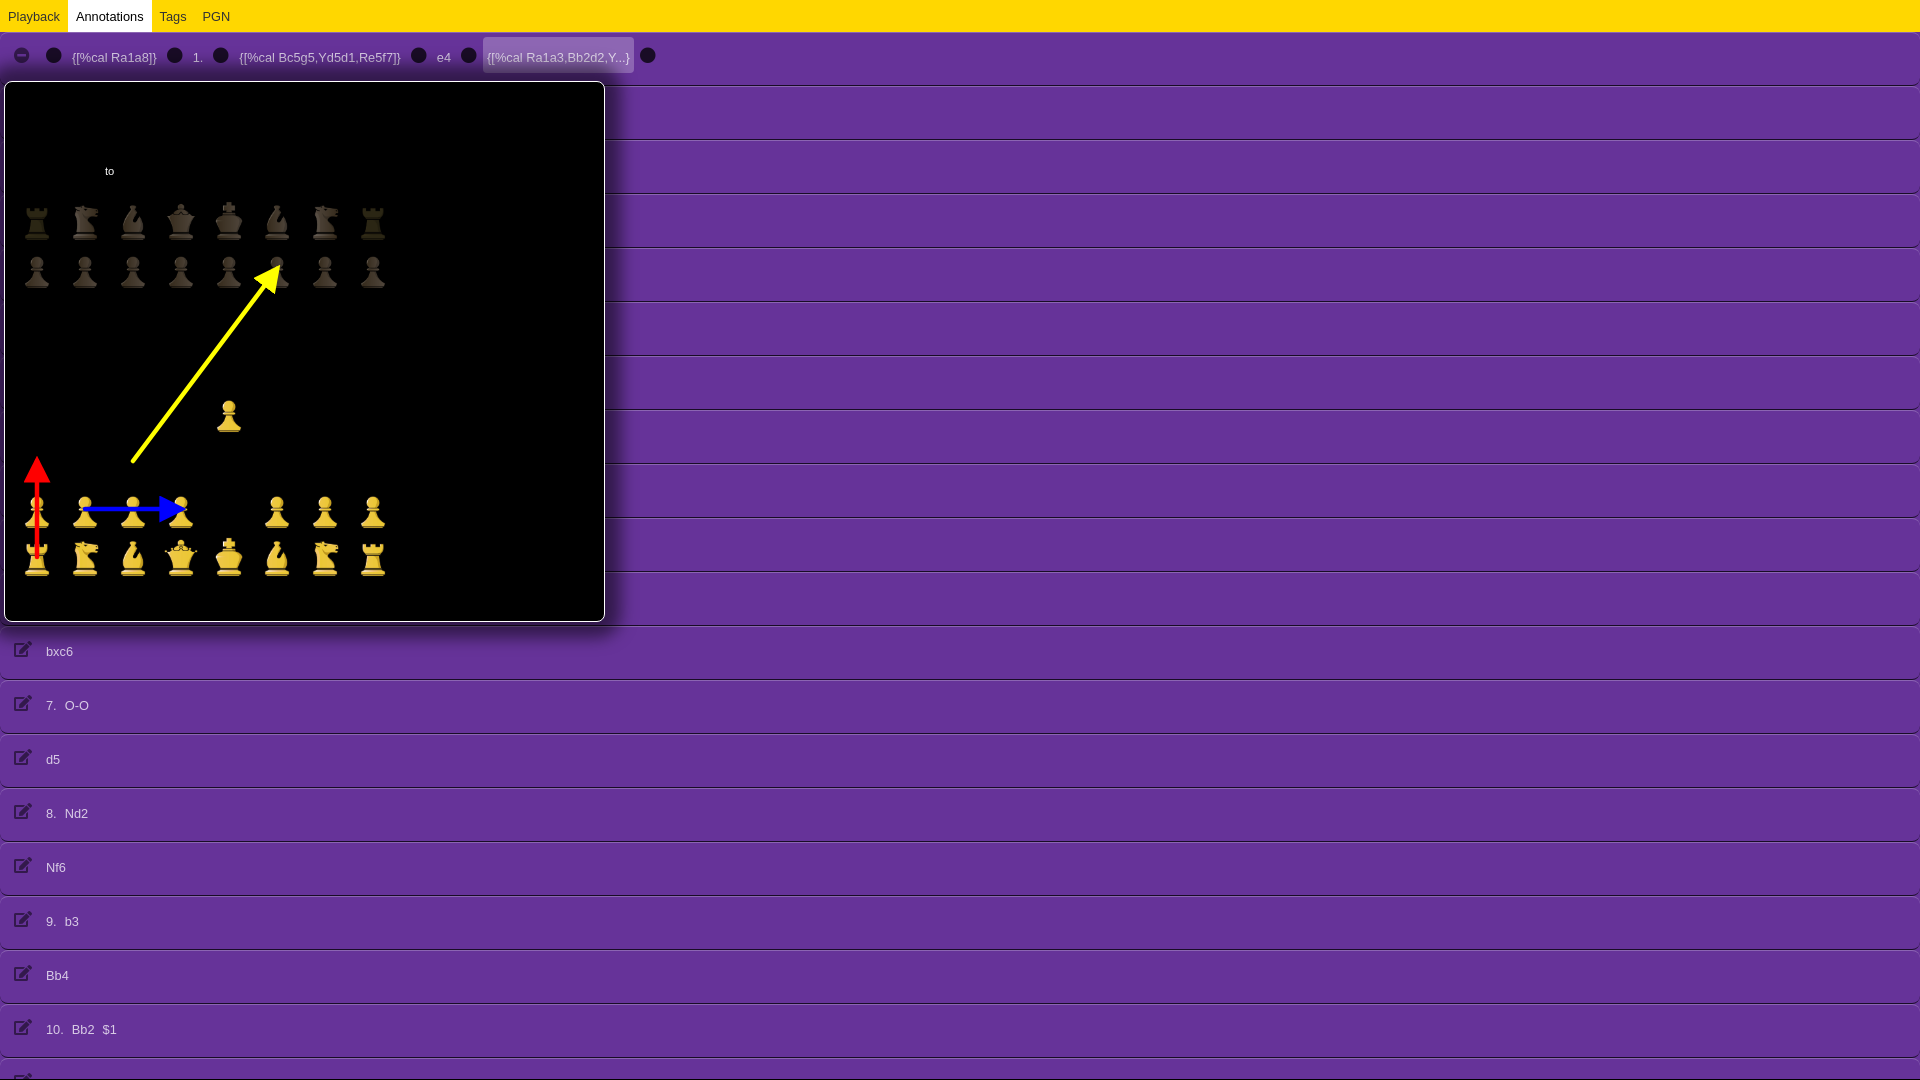 Playback Annotations Tags PGN
{[%cal Ra1a8]} 1. {[%cal Bc5g5,Yd5d1,Re5f7]} e4 {[%cal Ra1a3,Bb2d2,Y...}
to
bxc6
7. O-O
d5
8. Nd2
Nf6
9. b3
Bb4
10. Bb2 $1